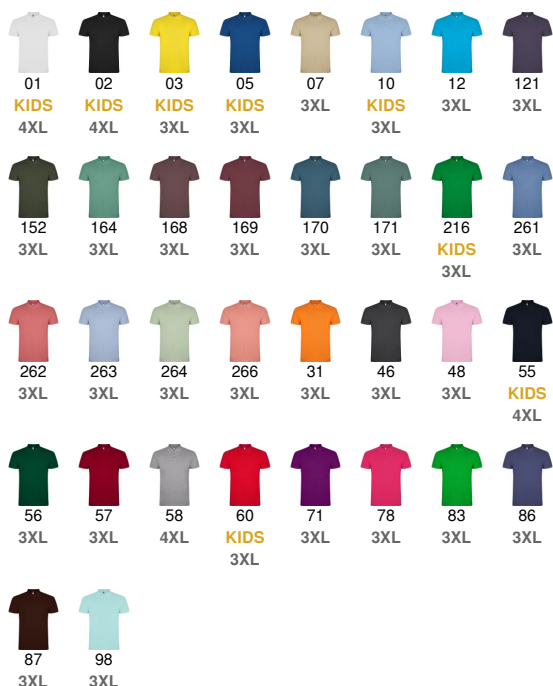 01 02 03 05 07 10 12 121
KIDS KIDS KIDS KIDS 3XL KIDS 3XL 3XL
4XL 4XL 3XL 3XL 3XL
152 164 168 169 170 171 216 261
3XL 3XL 3XL 3XL 3XL 3XL KIDS 3XL
3XL
262 263 264 266 31 46 48 55
3XL 3XL 3XL 3XL 3XL 3XL 3XL KIDS
4XL
56 57 58 60 71 78 83 86
3XL 3XL 4XL KIDS 3XL 3XL 3XL 3XL
3XL
87 98
3XL 3XL